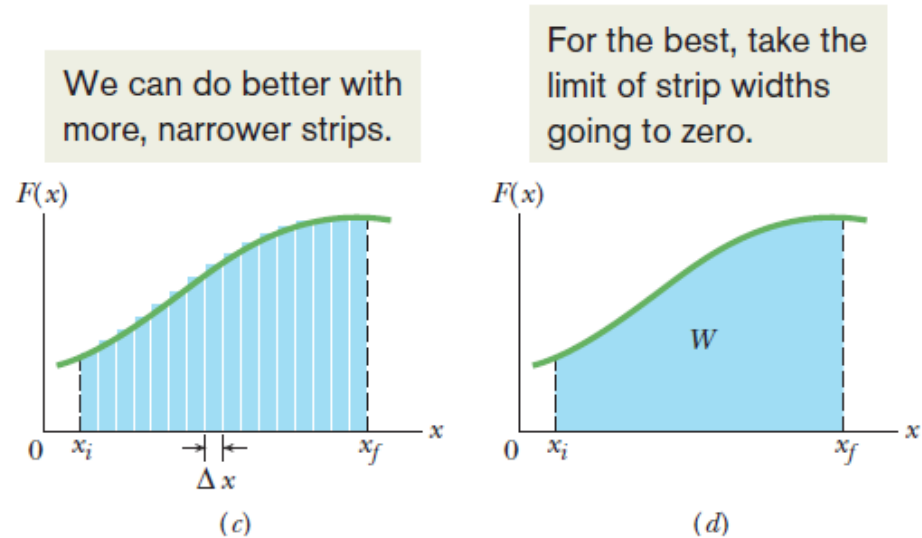 We can do better with
more, narrower strips.
F(x)
0
x_i
x_f
x
Δx
(c)
For the best, take the
limit of strip widths
going to zero.
F(x)
W
0
x_i
x_f
x
(d)